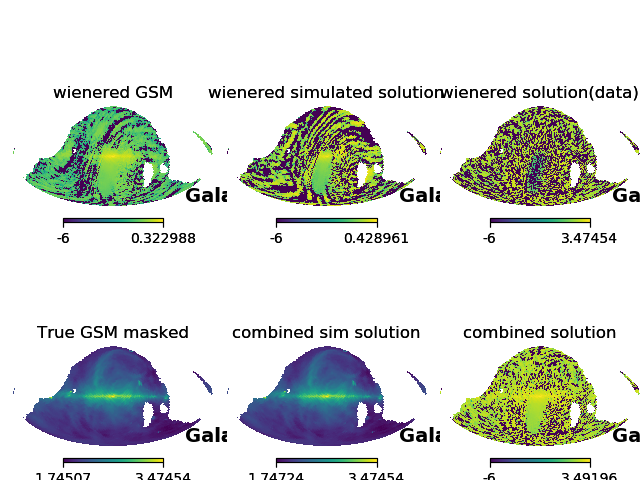 wienered GSM
wienered simulated solution
wienered solution(data)
Gala
Gala
Ga
-6
0.322988
-6
0.428961
-6
3.47454
True GSM masked
combined sim solution
combined solution
Gala
Gala
Ga
1.74507
3.47454
1.74724
3.47454
-6
3.49196